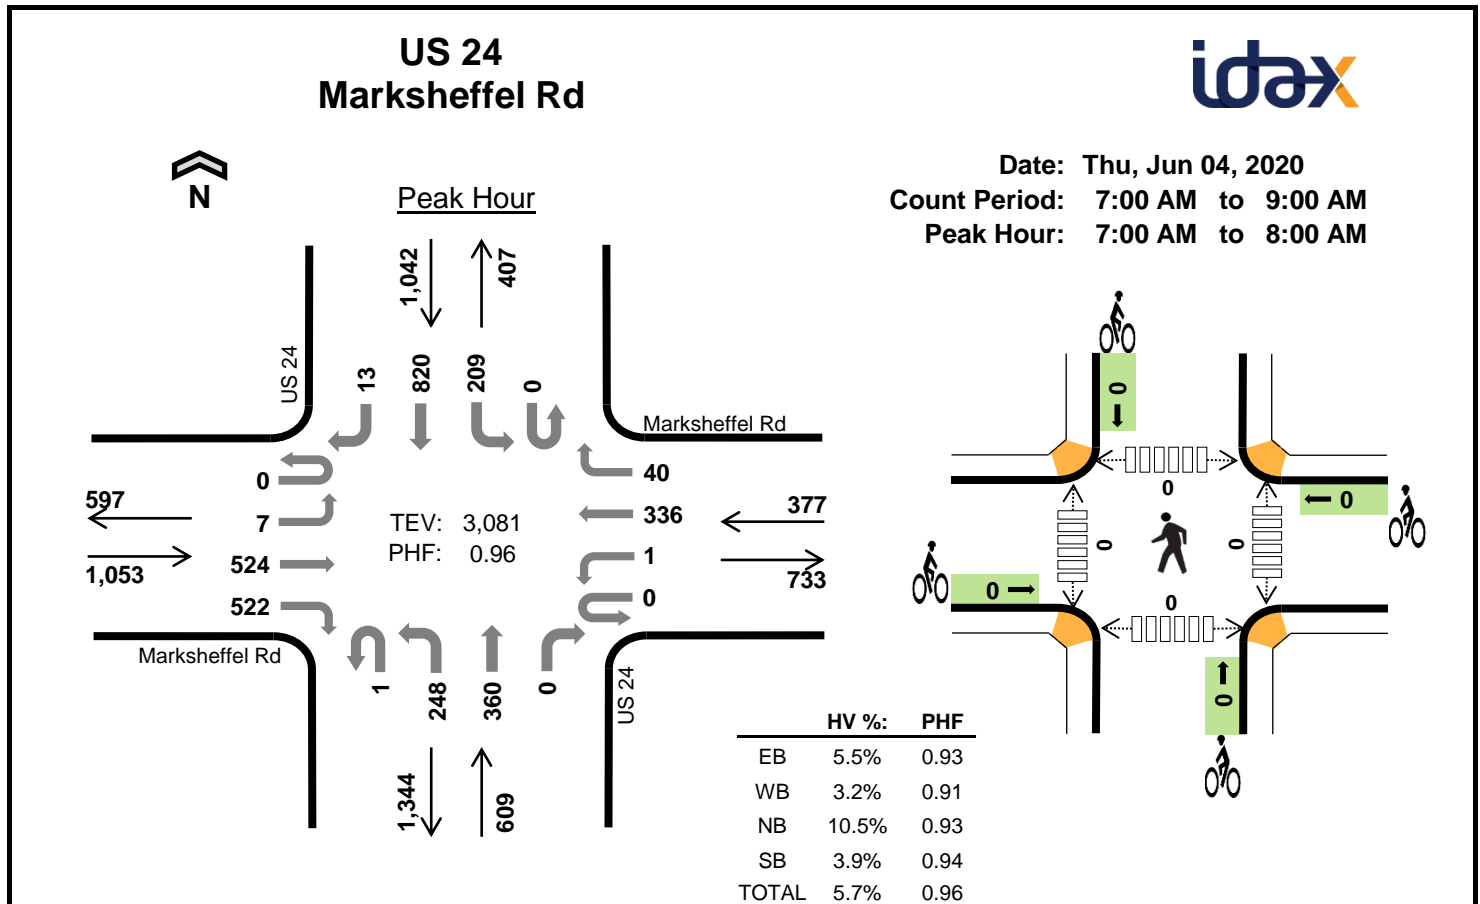 US 24
Marksheffel Rd
idax
N
Peak Hour
Date: Thu, Jun 04, 2020
Count Period: 7:00 AM to 9:00 AM
Peak Hour: 7:00 AM to 8:00 AM
1,042
407
US 24
13
820
209
0
Marksheffel Rd
0
40
597
7
336
377
TEV: 3,081
PHF: 0.96
1,053
524
1
733
522
0
Marksheffel Rd
1
248
360
0
US 24
1,344
609
0
0
0
0
0
0
0
0
HV %: PHF
EB 5.5% 0.93
WB 3.2% 0.91
NB 10.5% 0.93
SB 3.9% 0.94
TOTAL 5.7% 0.96